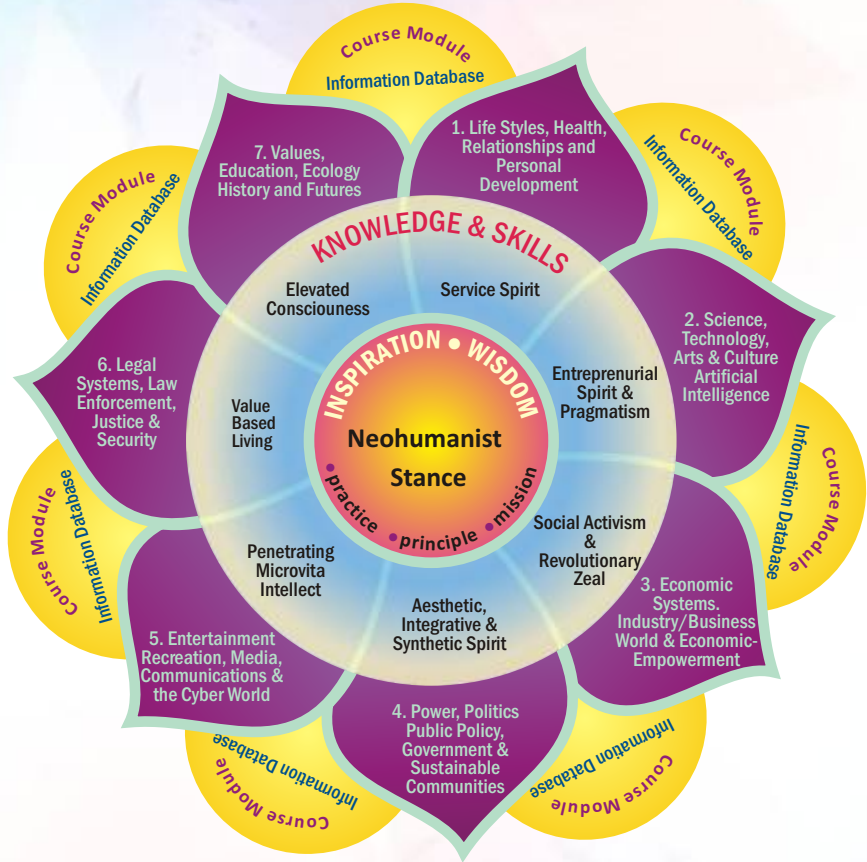 Course Module
Information Database
1. Life Styles, Health,
Relationships and
Personal
Development
Course Module
Information Database
2. Science,
Technology,
Arts & Culture
Artificial
Intelligence
Course Module
Information Database
3. Economic
Systems.
Industry/Business
World & Economic-
Empowerment
Course Module
Information Database
4. Power, Politics
Public Policy,
Government &
Sustainable
Communities
Course Module
Information Database
5. Entertainment
Recreation, Media,
Communications &
the Cyber World
Course Module
Information Database
6. Legal
Systems, Law
Enforcement,
Justice &
Security
Course Module
Information Database
7. Values,
Education, Ecology
History and Futures
KNOWLEDGE & SKILLS
Service Spirit
Entreprenurial
Spirit &
Pragmatism
Social Activism
&
Revolutionary
Zeal
Aesthetic,
Integrative &
Synthetic Spirit
Penetrating
Microvita
Intellect
Value
Based
Living
Elevated
Consciousness
INSPIRATION • WISDOM
Neohumanist
Stance
• practice • principle • mission